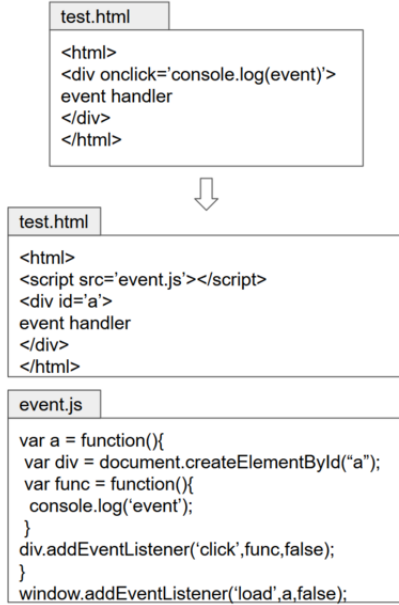 test.html
<html>
<div onclick=’console.log(event)’>
event handler
</div>
</html>
test.html
<html>
<script src=’event.js’></script>
<div id=’a’>
event handler
</div>
</html>
event.js
var a = function(){
var div = document.createElementById(“a”);
var func = function(){
console.log(‘event’);
}
div.addEventListener(‘click’,func,false);
}
window.addEventListener(‘load’,a,false);